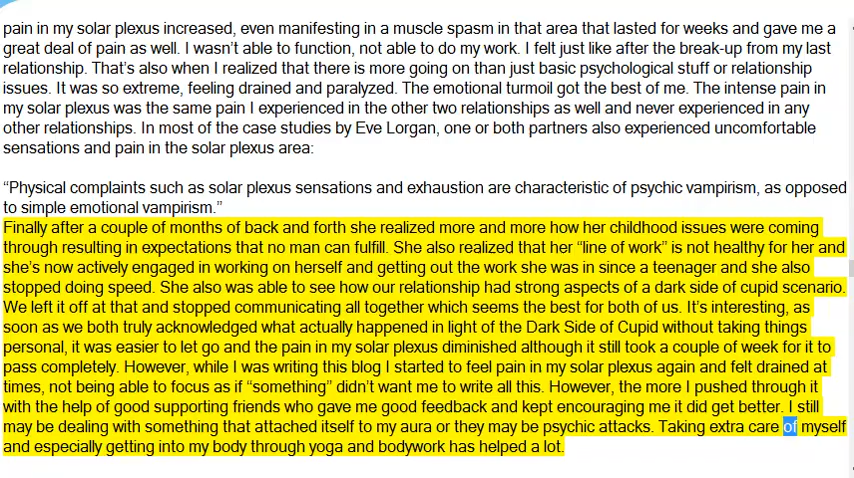 pain in my solar plexus increased, even manifesting in a muscle spasm in that area that lasted for weeks and gave me a
great deal of pain as well. I wasn’t able to function, not able to do my work. I felt just like after the break-up from my last
relationship. That’s also when I realized that there is more going on than just basic psychological stuff or relationship
issues. It was so extreme, feeling drained and paralyzed. The emotional turmoil got the best of me. The intense pain in
my solar plexus was the same pain I experienced in the other two relationships as well and never experienced in any
other relationships. In most of the case studies by Eve Lorgan, one or both partners also experienced uncomfortable
sensations and pain in the solar plexus area:
“Physical complaints such as solar plexus sensations and exhaustion are characteristic of psychic vampirism, as opposed
to simple emotional vampirism.”
Finally after a couple of months of back and forth she realized more and more how her childhood issues were coming
through resulting in expectations that no man can fulfill. She also realized that her “line of work” is not healthy for her and
she’s now actively engaged in working on herself and getting out the work she was in since a teenager and she also
stopped doing speed. She also was able to see how our relationship had strong aspects of a dark side of cupid scenario.
We left it off at that and stopped communicating all together which seems the best for both of us. It’s interesting, as
soon as we both truly acknowledged what actually happened in light of the Dark Side of Cupid without taking things
personal, it was easier to let go and the pain in my solar plexus diminished although it still took a couple of week for it to
pass completely. However, while I was writing this blog I started to feel pain in my solar plexus again and felt drained at
times, not being able to focus as if “something” didn’t want me to write all this. However, the more I pushed through it
with the help of good supporting friends who gave me good feedback and kept encouraging me it did get better. I still
may be dealing with something that attached itself to my aura or they may be psychic attacks. Taking extra care of myself
and especially getting into my body through yoga and bodywork has helped a lot.